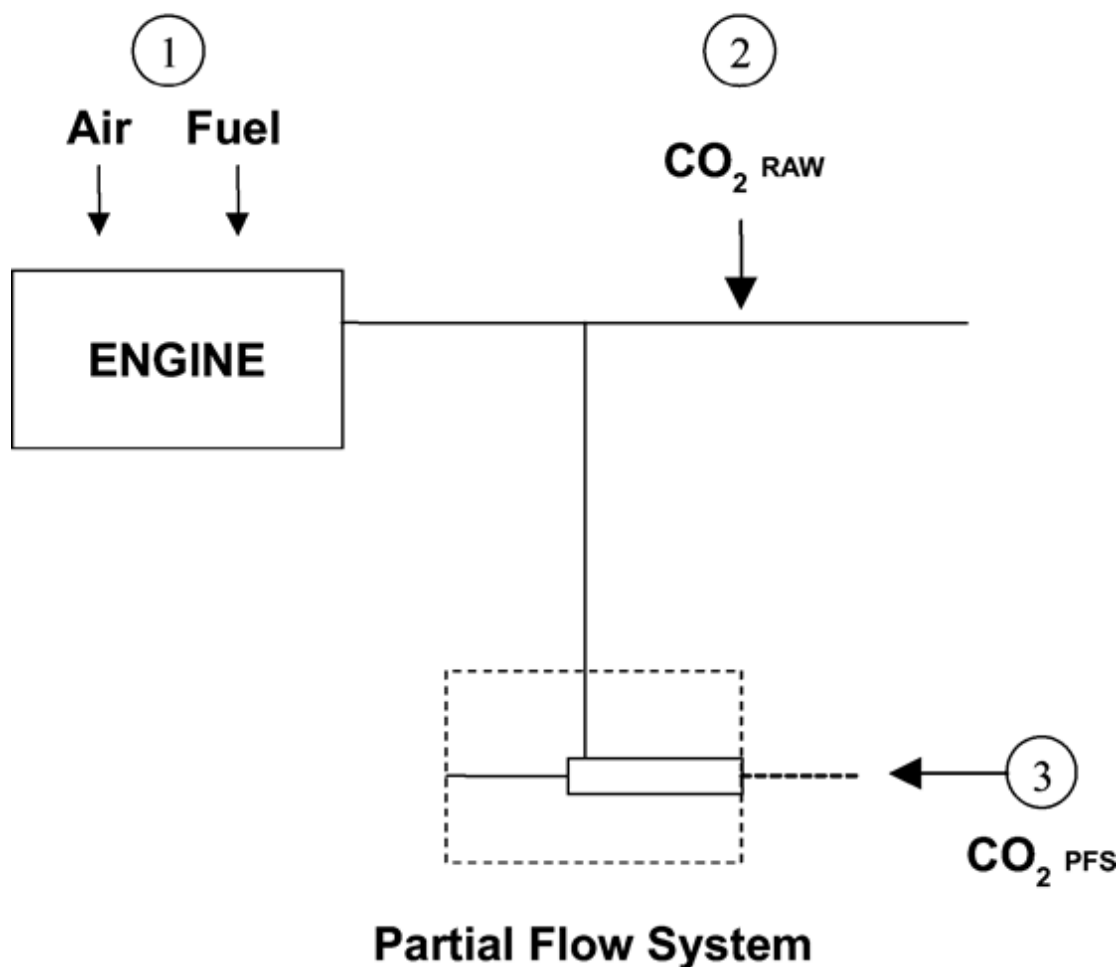 1
2
Air Fuel
CO₂ RAW
ENGINE
3
CO₂ PFS
Partial Flow System